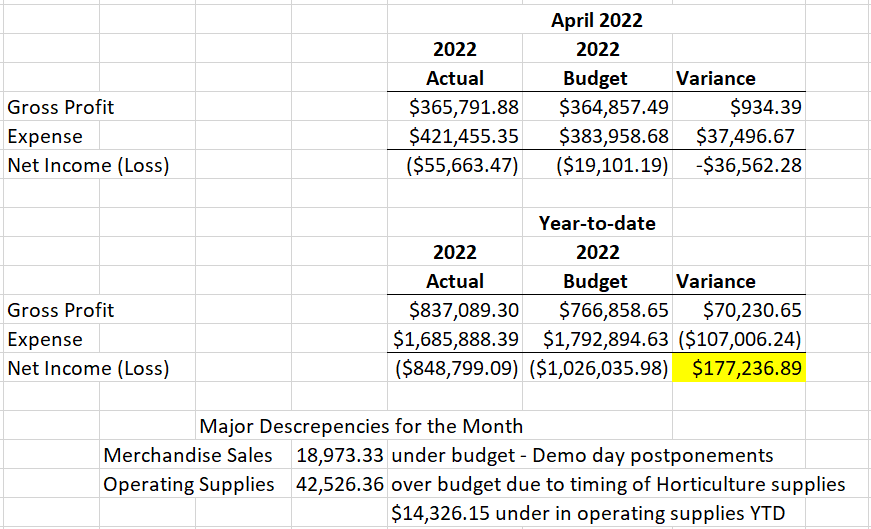 April 2022
2022 2022
Actual Budget Variance
Gross Profit $365,791.88 $364,857.49 $934.39
Expense $421,455.35 $383,958.68 $37,496.67
Net Income (Loss) ($55,663.47) ($19,101.19) -$36,562.28
Year-to-date
2022 2022
Actual Budget Variance
Gross Profit $837,089.30 $766,858.65 $70,230.65
Expense $1,685,888.39 $1,792,894.63 ($107,006.24)
Net Income (Loss) ($848,799.09) ($1,026,035.98) $177,236.89
Major Descrepencies for the Month
Merchandise Sales 18,973.33 under budget - Demo day postponements
Operating Supplies 42,526.36 over budget due to timing of Horticulture supplies
$14,326.15 under in operating supplies YTD